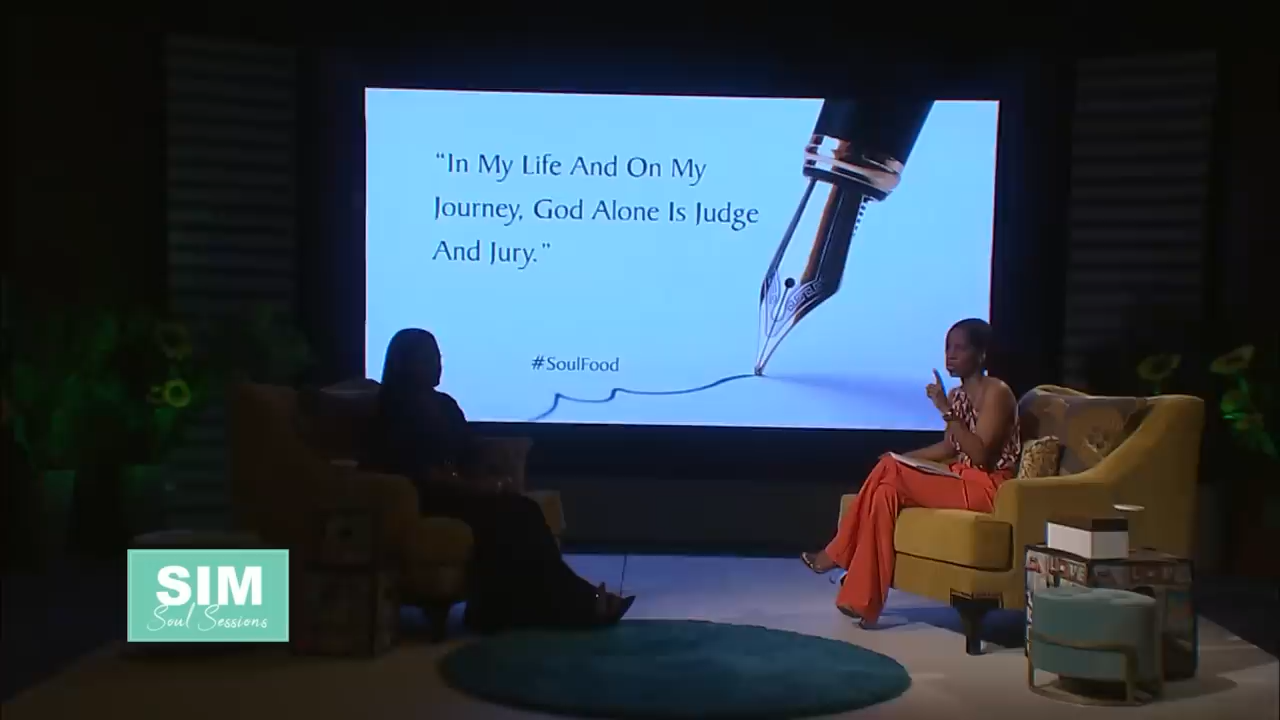 “In My Life And On My
Journey, God Alone Is Judge
And Jury.”
#SoulFood
SIM
Soul Sessions